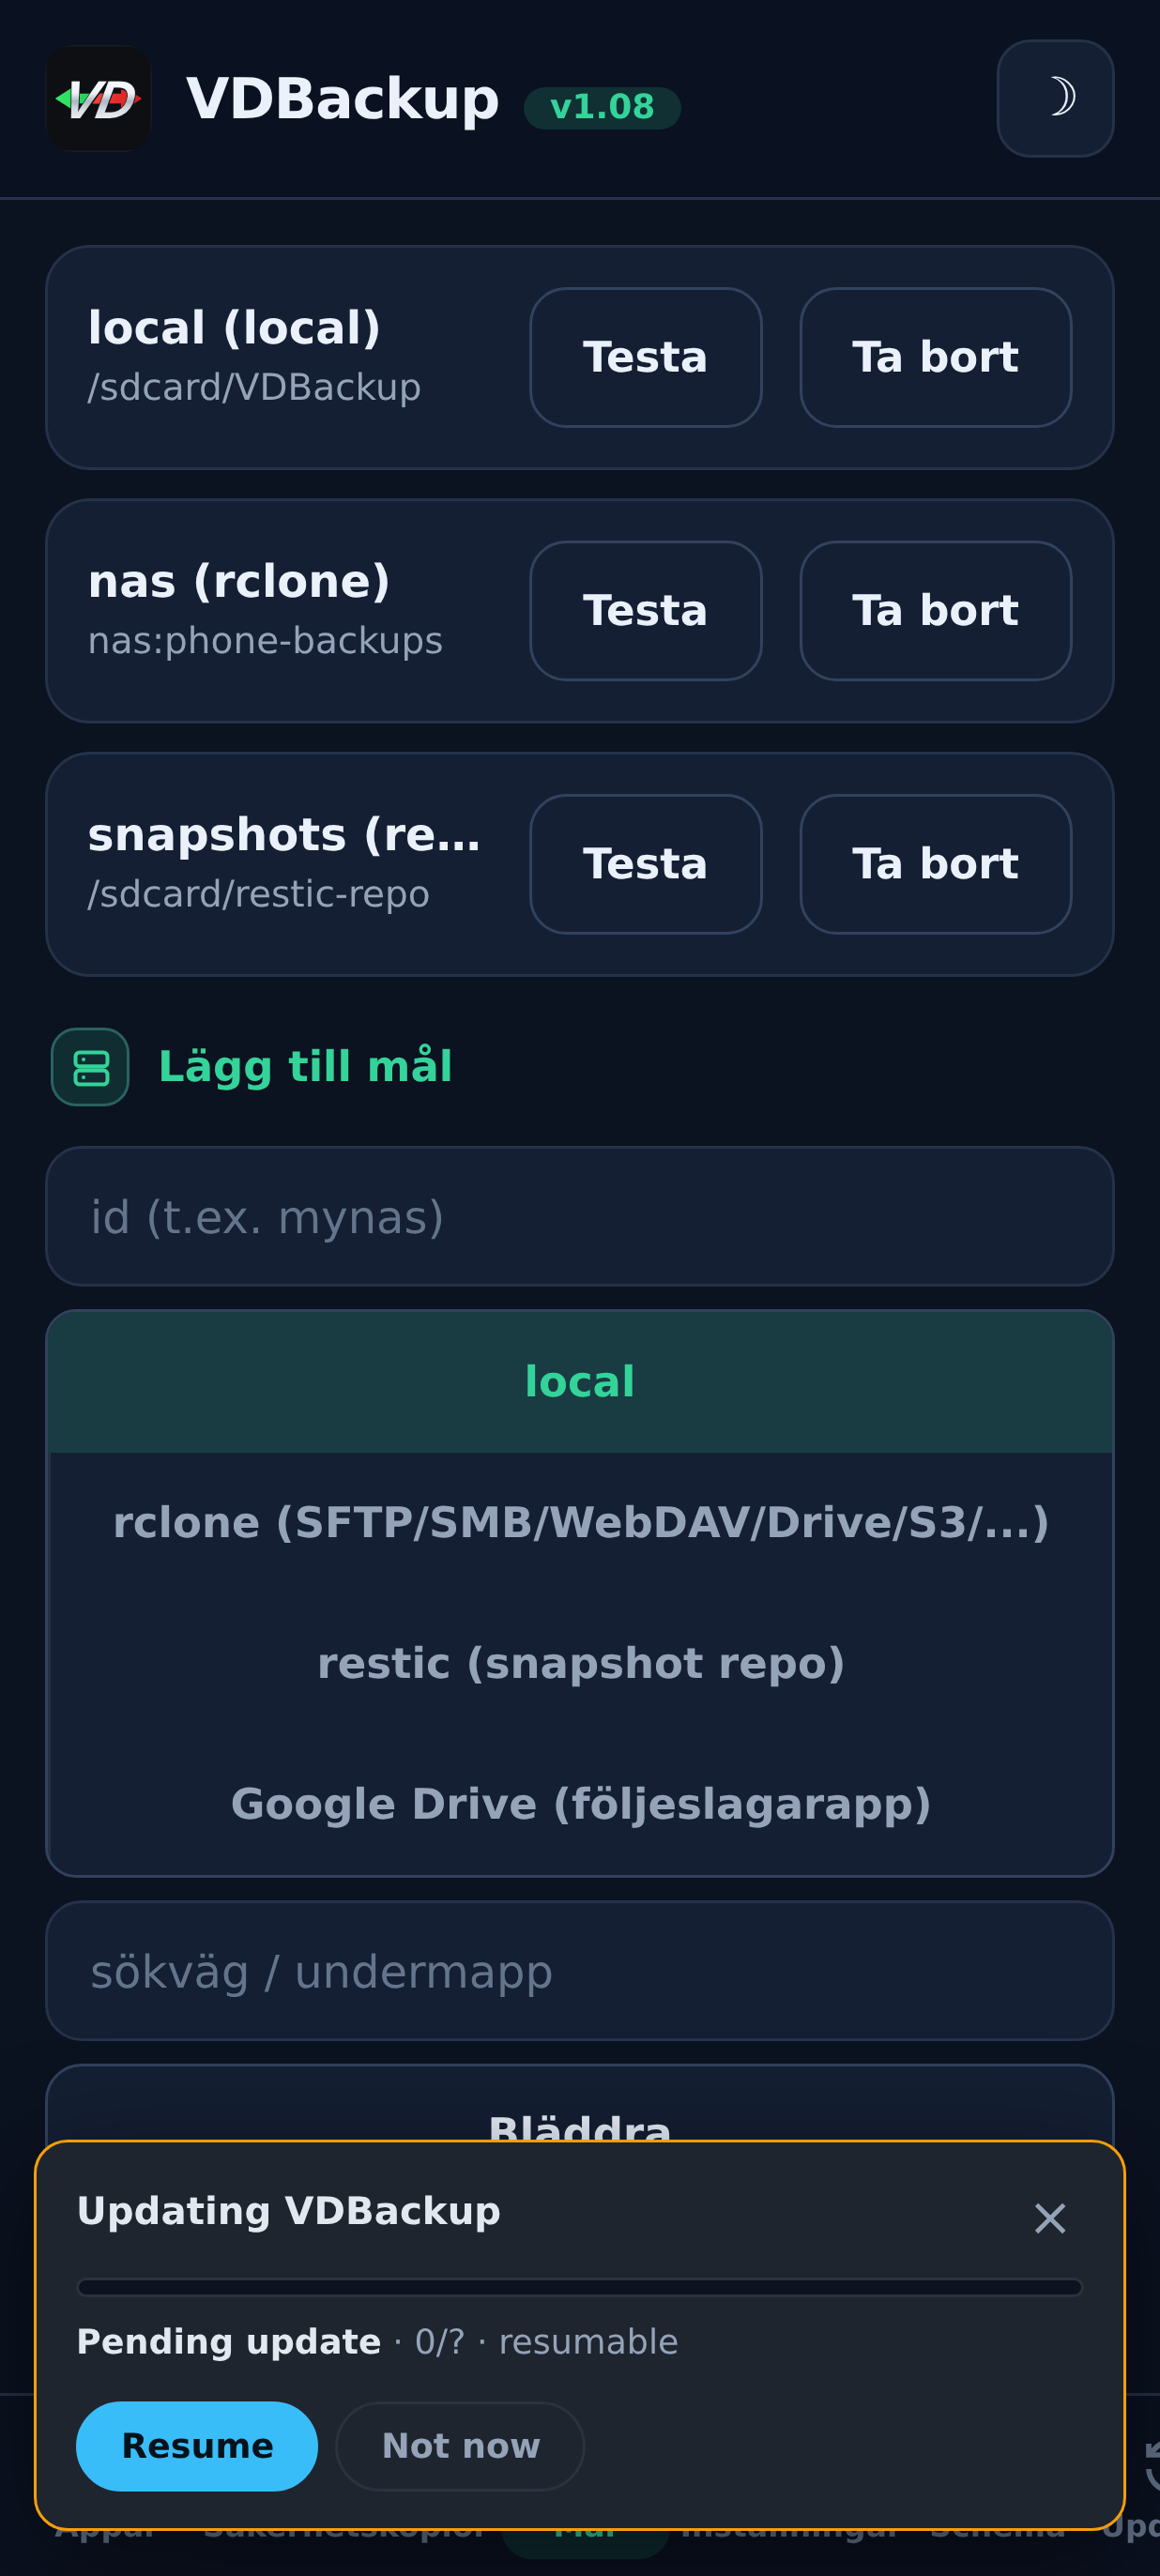 VD VDBackup v1.08
local (local)
/sdcard/VDBackup
Testa
Ta bort
nas (rclone)
nas:phone-backups
Testa
Ta bort
snapshots (re...
/sdcard/restic-repo
Testa
Ta bort
Lägg till mål
id (t.ex. mynas)
local
rclone (SFTP/SMB/WebDAV/Drive/S3/...)
restic (snapshot repo)
Google Drive (följeslagarapp)
sökväg / undermapp
Bläddra
Updating VDBackup
Pending update · 0/? · resumable
Resume
Not now